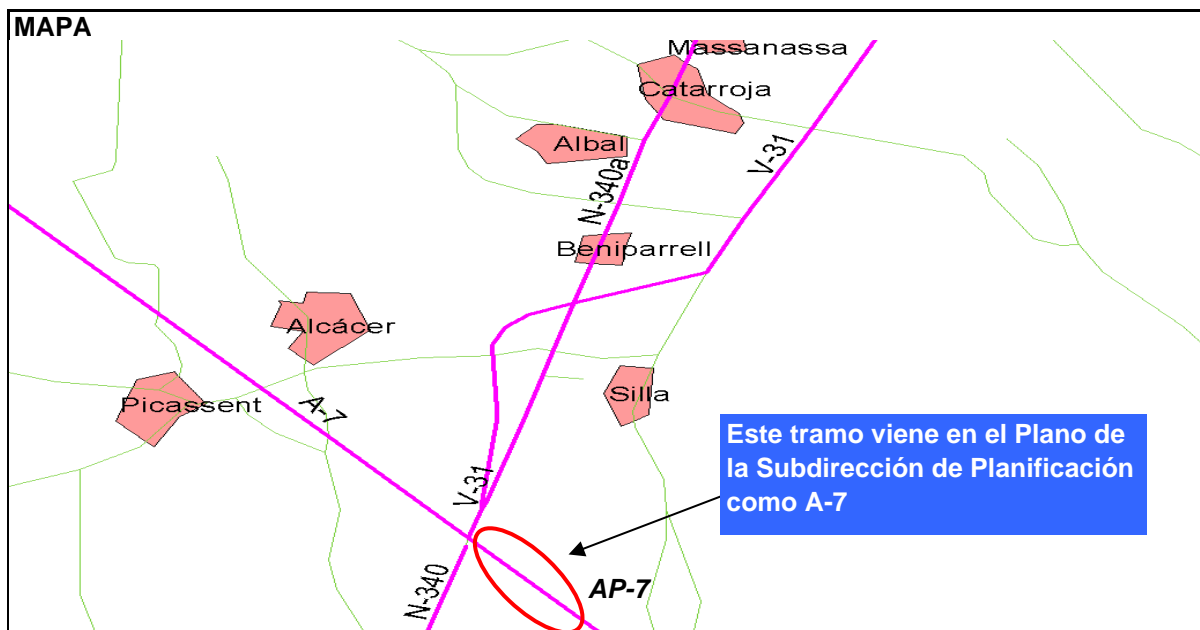 MAPA
Massanassa
Catarroja
V-31
Albal
N-340a
Beniparrell
Alcácer
Picassent
A-7
Silla
Este tramo viene en el Plano de
la Subdirección de Planificación
como A-7
V-31
N-340
AP-7